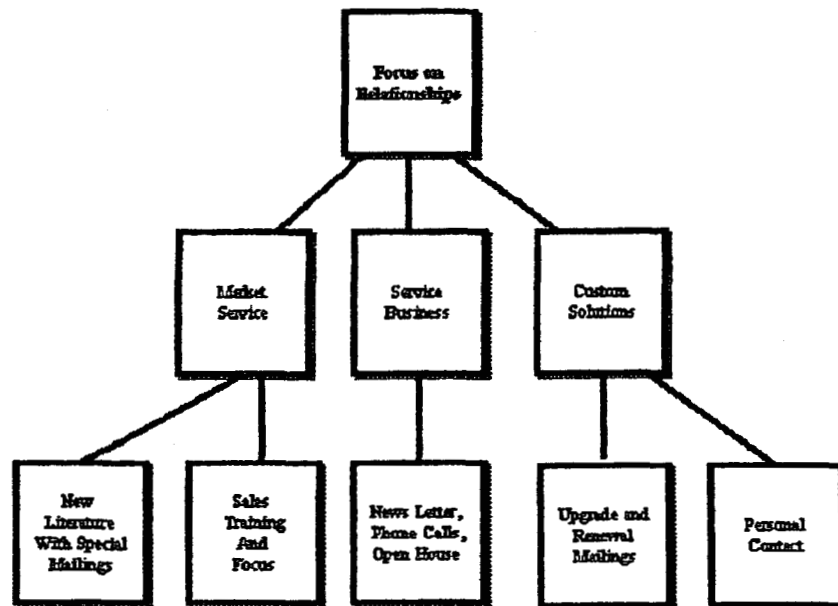 Focus on
Relationships
Market
Service
Service
Business
Custom
Solutions
New
Literature
With Special
Mailings
Sales
Training
And
Focus
News Letter,
Phone Calls,
Open House
Upgrade and
Renewal
Mailings
Personal
Contact